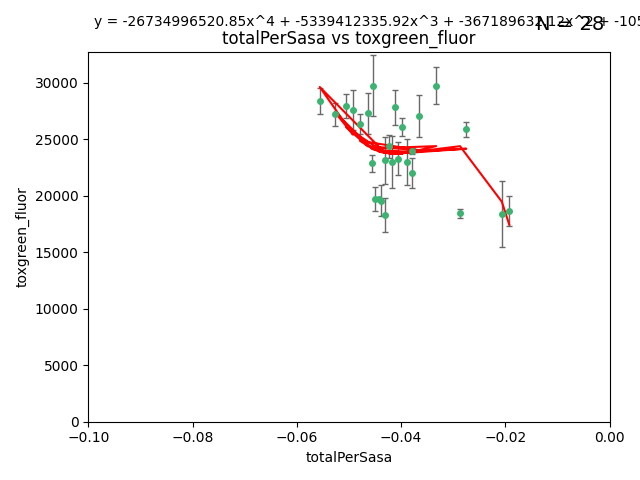 y = -26734996520.85x^4 + -5339412335.92x^3 + -367189632.12x^2 + -105
N = 28
totalPerSasa vs toxgreen_fluor
30000
25000
20000
15000
10000
5000
0
toxgreen_fluor
−0.10 −0.08 −0.06 −0.04 −0.02 0.00
totalPerSasa